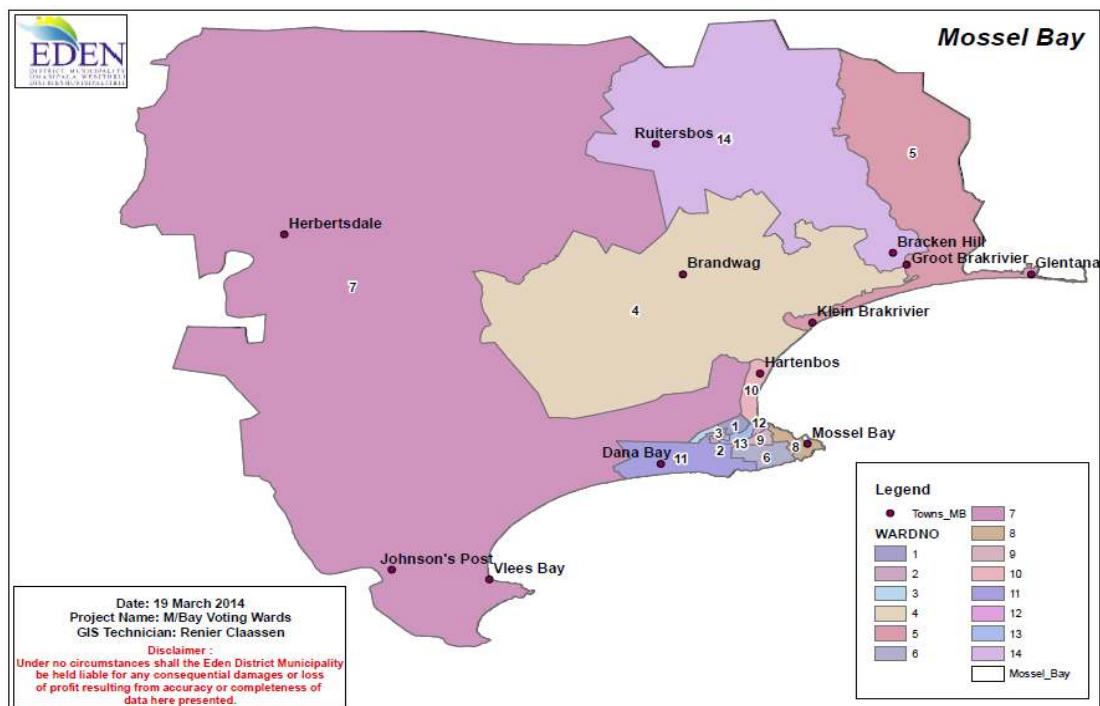 EDEN
DISTRICT MUNICIPALITY
Mossel Bay
Ruitersbos
14
5
Herbertsdale
Bracken Hill
Groot Brakrivier
Glentana
Brandwag
7
4
Klein Brakrivier
Hartenbos
10
12
1
3
Mossel Bay
13
9
8
2
6
Dana Bay
11
Johnson's Post
Vlees Bay
Date: 19 March 2014
Project Name: M/Bay Voting Wards
GIS Technician: Renier Claassen
Disclaimer :
Under no circumstances shall the Eden District Municipality
be held liable for any consequential damages or loss
of profit resulting from accuracy or completeness of
data here presented.
Legend
Towns_MB
WARDNO
1
2
3
4
5
6
7
8
9
10
11
12
13
14
Mossel_Bay